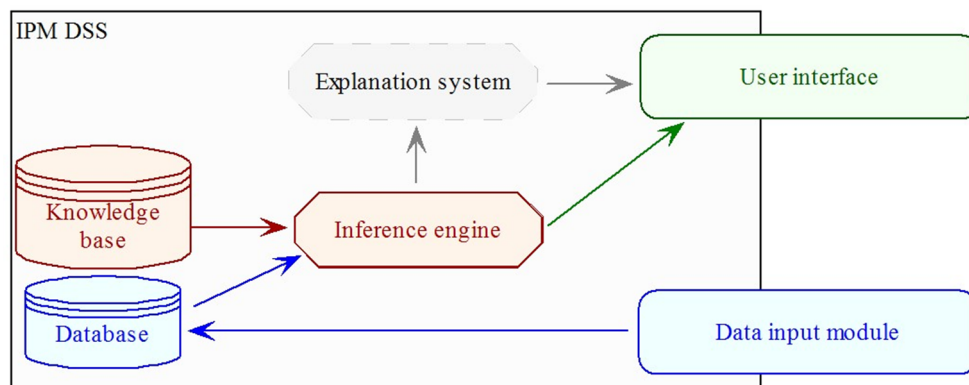 IPM DSS
Explanation system
User interface
Knowledge
base
Inference engine
Database
Data input module